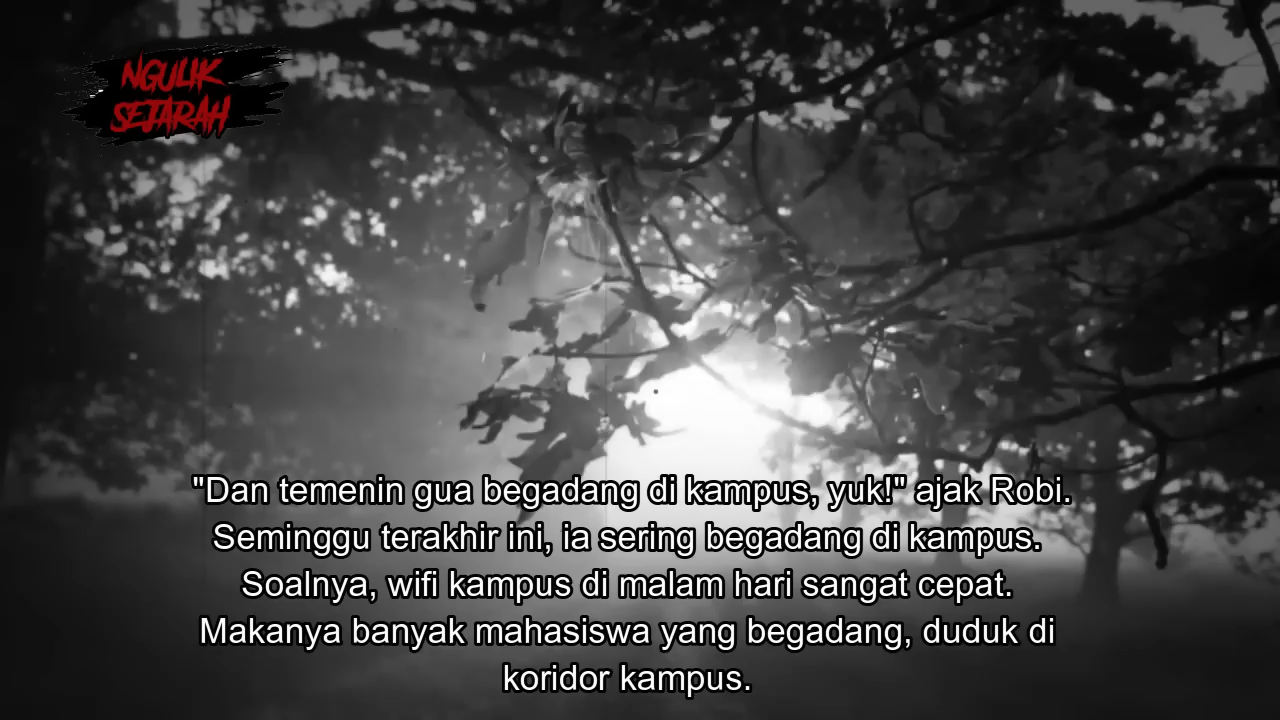 NGULIK
SEJARAH
"Dan temenin gua begadang di kampus, yuk!" ajak Robi.
Seminggu terakhir ini, ia sering begadang di kampus.
Soalnya, wifi kampus di malam hari sangat cepat.
Makanya banyak mahasiswa yang begadang, duduk di
koridor kampus.